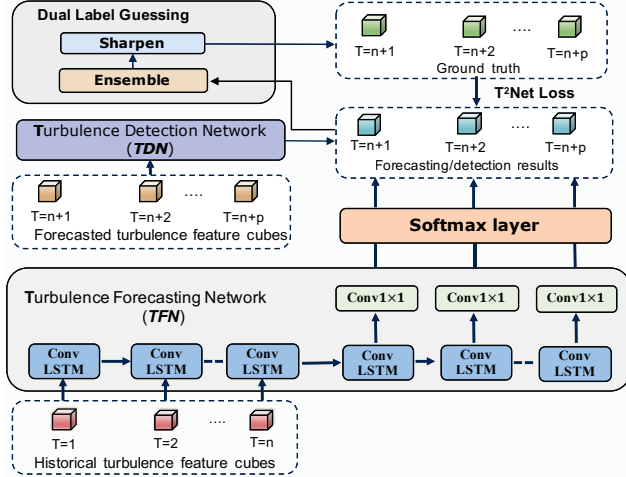 Dual Label Guessing
Sharpen
Ensemble
T=n+1
T=n+2
....
T=n+p
Ground truth
T²Net Loss
T=n+1
T=n+2
....
T=n+p
Forecasting/detection results
Turbulence Detection Network
(TDN)
T=n+1
T=n+2
....
T=n+p
Forecasted turbulence feature cubes
Softmax layer
Turbulence Forecasting Network
(TFN)
Conv1×1
Conv1×1
Conv1×1
Conv
LSTM
Conv
LSTM
Conv
LSTM
Conv
LSTM
Conv
LSTM
Conv
LSTM
T=1
T=2
....
T=n
Historical turbulence feature cubes